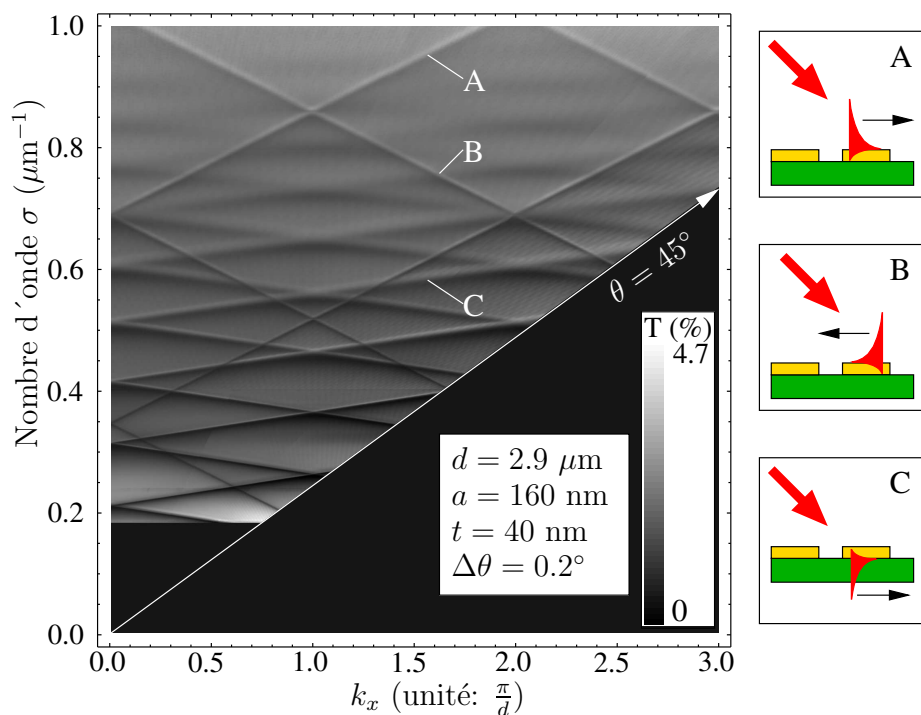 Nombre d ´onde σ (μm⁻¹)
1.0
0.8
0.6
0.4
0.2
0.0
A
B
C
θ = 45°
T (%)
4.7
0
d = 2.9 μm
a = 160 nm
t = 40 nm
Δθ = 0.2°
0.0 0.5 1.0 1.5 2.0 2.5 3.0
k_x (unité: π/d)
A
B
C